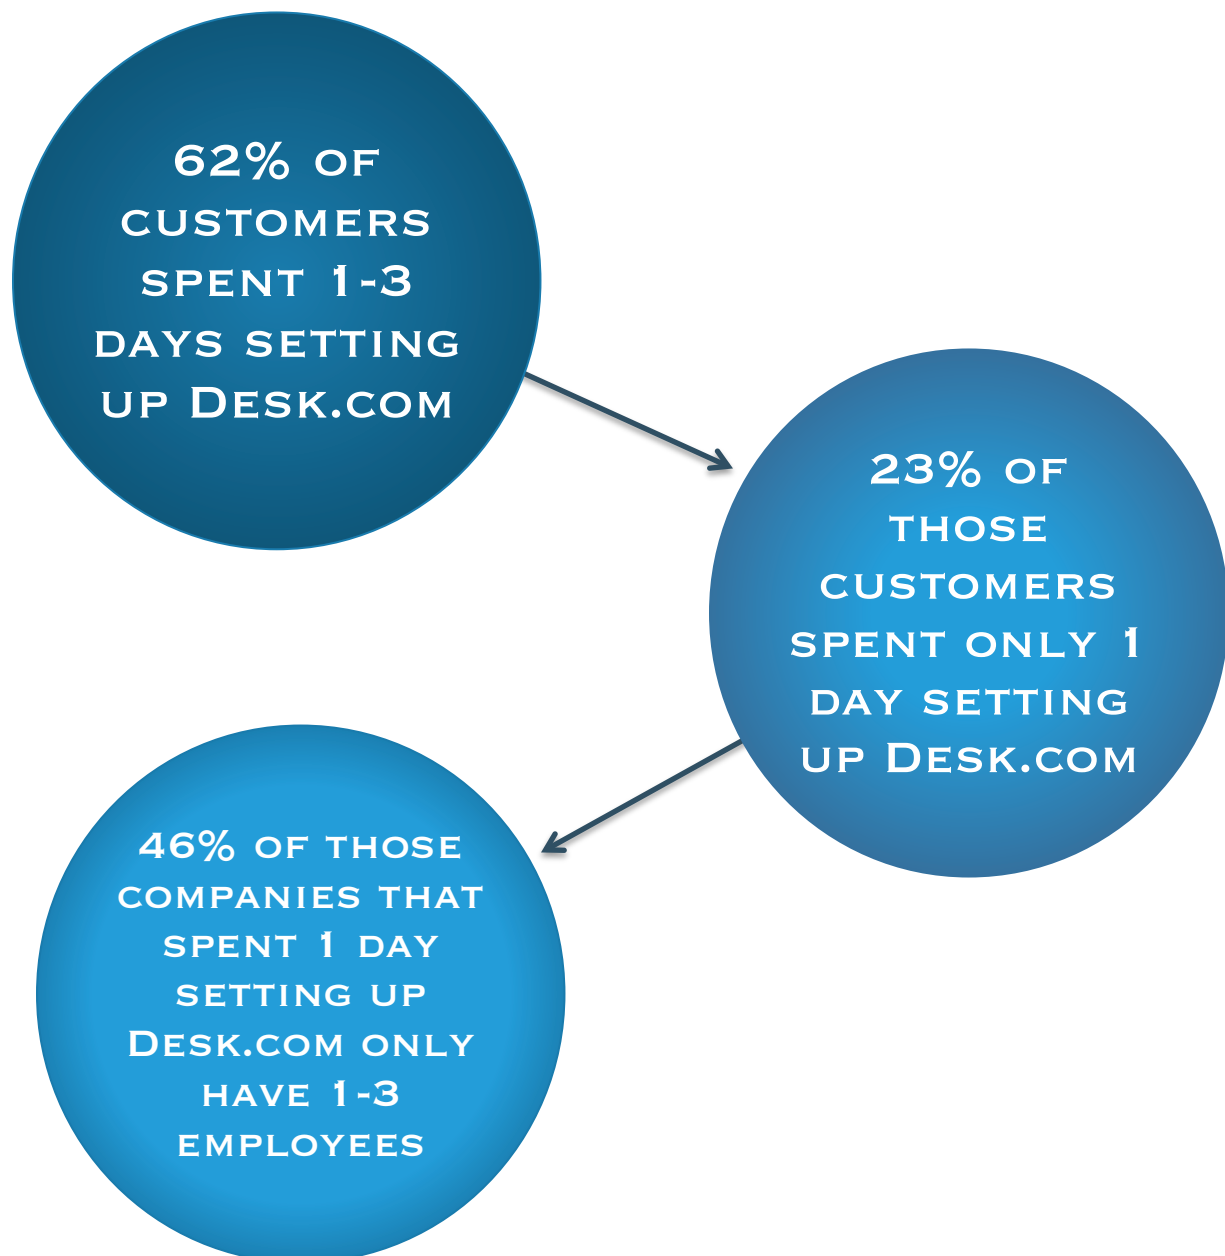 62% of
customers
spent 1-3
days setting
up Desk.com
23% of
those
customers
spent only 1
day setting
up Desk.com
46% of those
companies that
spent 1 day
setting up
Desk.com only
have 1-3
employees